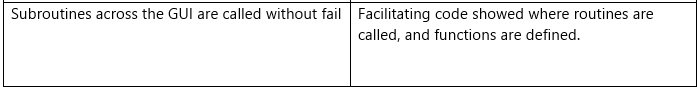 Subroutines across the GUI are called without fail
Facilitating code showed where routines are
called, and functions are defined.